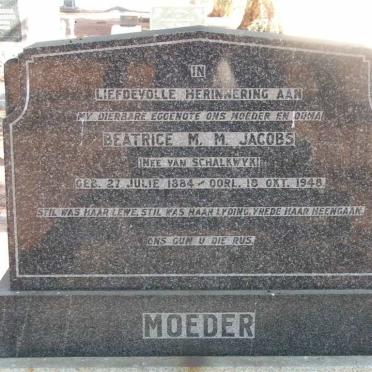 IN
LIEFDEVOLLE HERINNERING AAN
MY DIERBARE EGGENOTE ONS MOEDER EN OUMA
BEATRICE M. M. JACOBS
(NEE VAN SCHALKWYK)
GEB. 27 JULIE 1884 – OORL. 18 OKT. 1948.
STIL WAS HAAR LEWE, STIL WAS HAAR LYDING, VREDE HAAR HEENGAAN.
ONS GUN U DIE RUS.
MOEDER